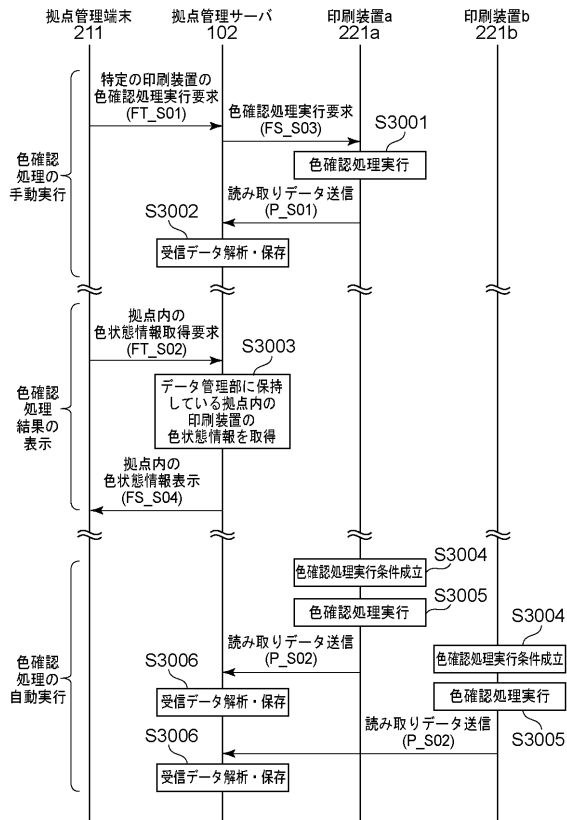 拠点管理端末
211
拠点管理サーバ
102
印刷装置a
221a
印刷装置b
221b
特定の印刷装置の
色確認処理実行要求
(FT_S01)
色確認処理実行要求
(FS_S03)
S3001
色確認処理実行
色確認
処理の
手動実行
読み取りデータ送信
(P_S01)
S3002
受信データ解析・保存
拠点内の
色状態情報取得要求
(FT_S02)
S3003
データ管理部に保持
している拠点内の
印刷装置の
色状態情報を取得
色確認
処理
結果の
表示
拠点内の
色状態情報表示
(FS_S04)
S3004
色確認処理実行条件成立
S3005
色確認処理実行
S3004
色確認処理実行条件成立
読み取りデータ送信
(P_S02)
色確認
処理の
自動実行
S3006
受信データ解析・保存
色確認処理実行
S3005
読み取りデータ送信
(P_S02)
S3006
受信データ解析・保存